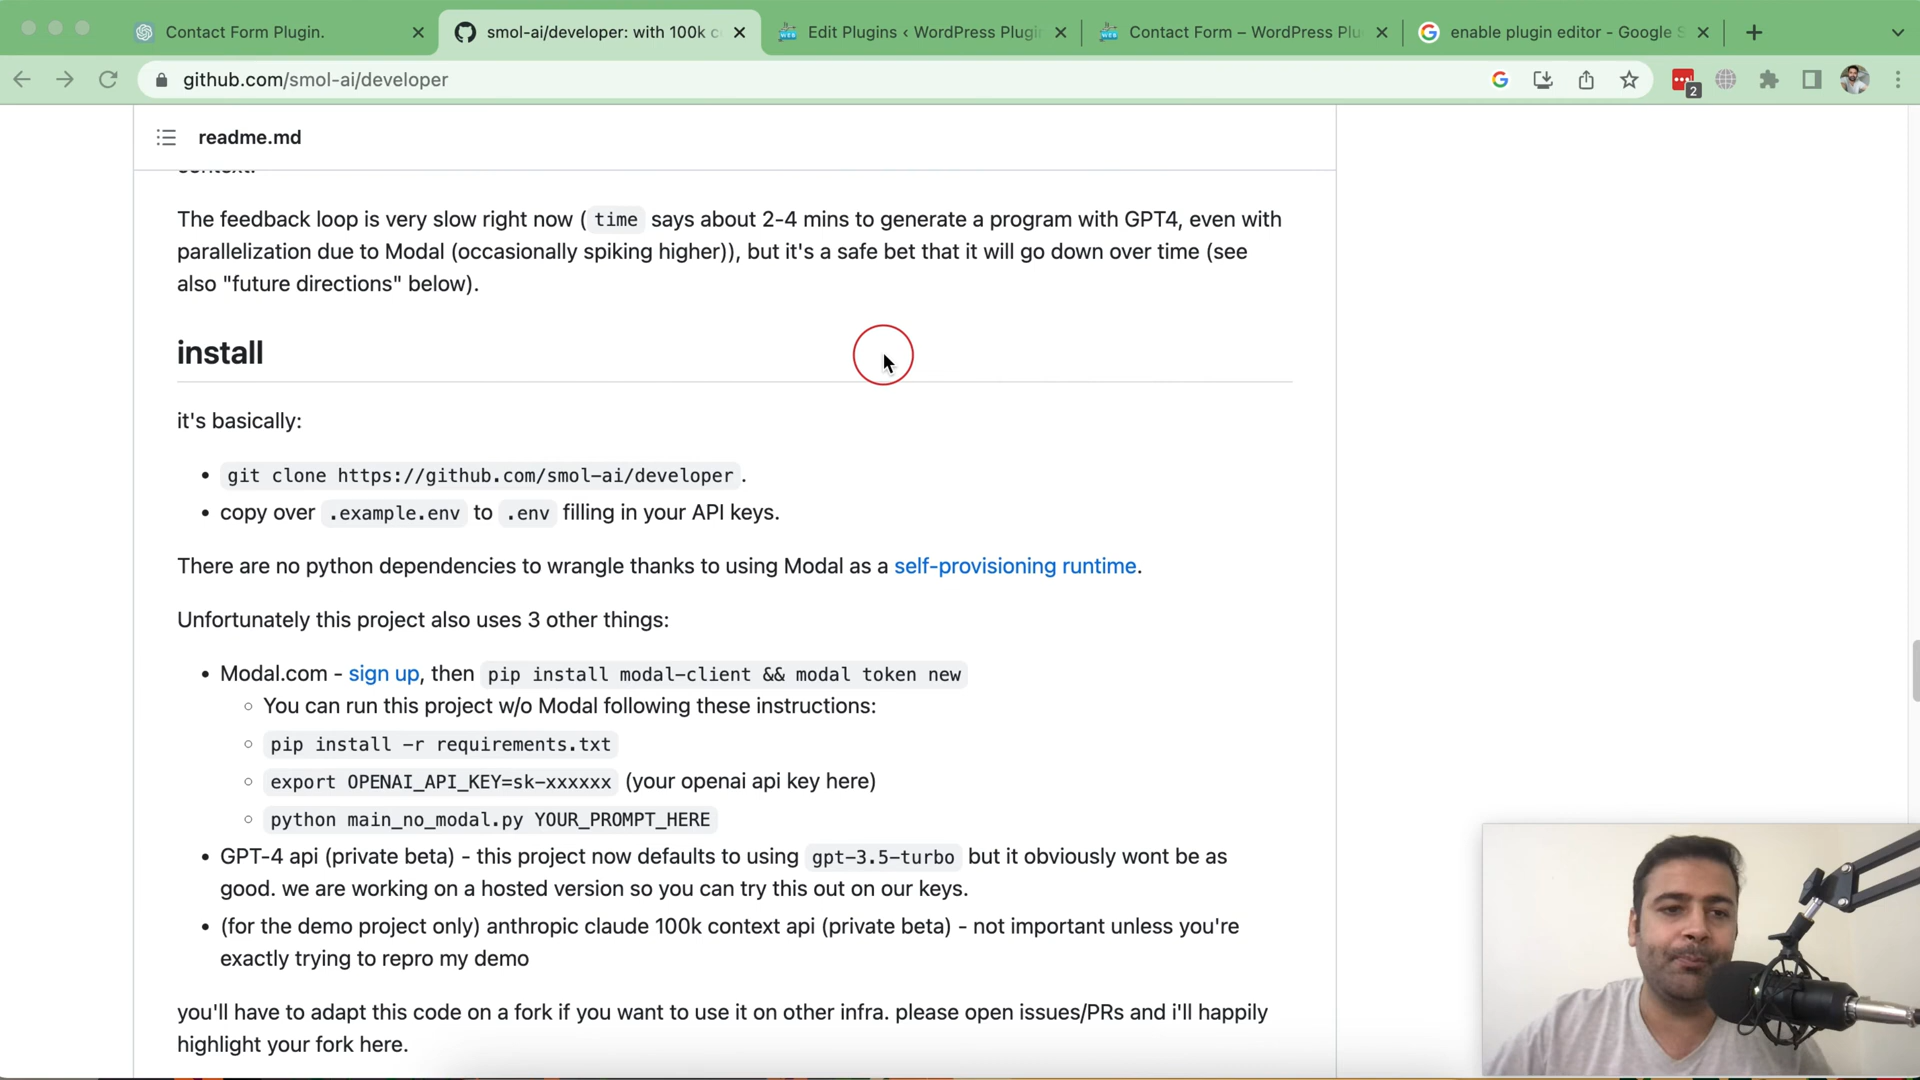 Contact Form Plugin.
smol-ai/developer: with 100k c
Edit Plugins ‹ WordPress Plugin
Contact Form – WordPress Plu
enable plugin editor - Google S
github.com/smol-ai/developer
2
readme.md
context.
The feedback loop is very slow right now ( time says about 2-4 mins to generate a program with GPT4, even with
parallelization due to Modal (occasionally spiking higher)), but it's a safe bet that it will go down over time (see
also "future directions" below).
install
it's basically:
• git clone https://github.com/smol-ai/developer .
• copy over .example.env to .env filling in your API keys.
There are no python dependencies to wrangle thanks to using Modal as a self-provisioning runtime.
Unfortunately this project also uses 3 other things:
• Modal.com - sign up, then pip install modal-client && modal token new
◦ You can run this project w/o Modal following these instructions:
◦ pip install -r requirements.txt
◦ export OPENAI_API_KEY=sk-xxxxxx (your openai api key here)
◦ python main_no_modal.py YOUR_PROMPT_HERE
• GPT-4 api (private beta) - this project now defaults to using gpt-3.5-turbo but it obviously wont be as
good. we are working on a hosted version so you can try this out on our keys.
• (for the demo project only) anthropic claude 100k context api (private beta) - not important unless you're
exactly trying to repro my demo
you'll have to adapt this code on a fork if you want to use it on other infra. please open issues/PRs and i'll happily
highlight your fork here.